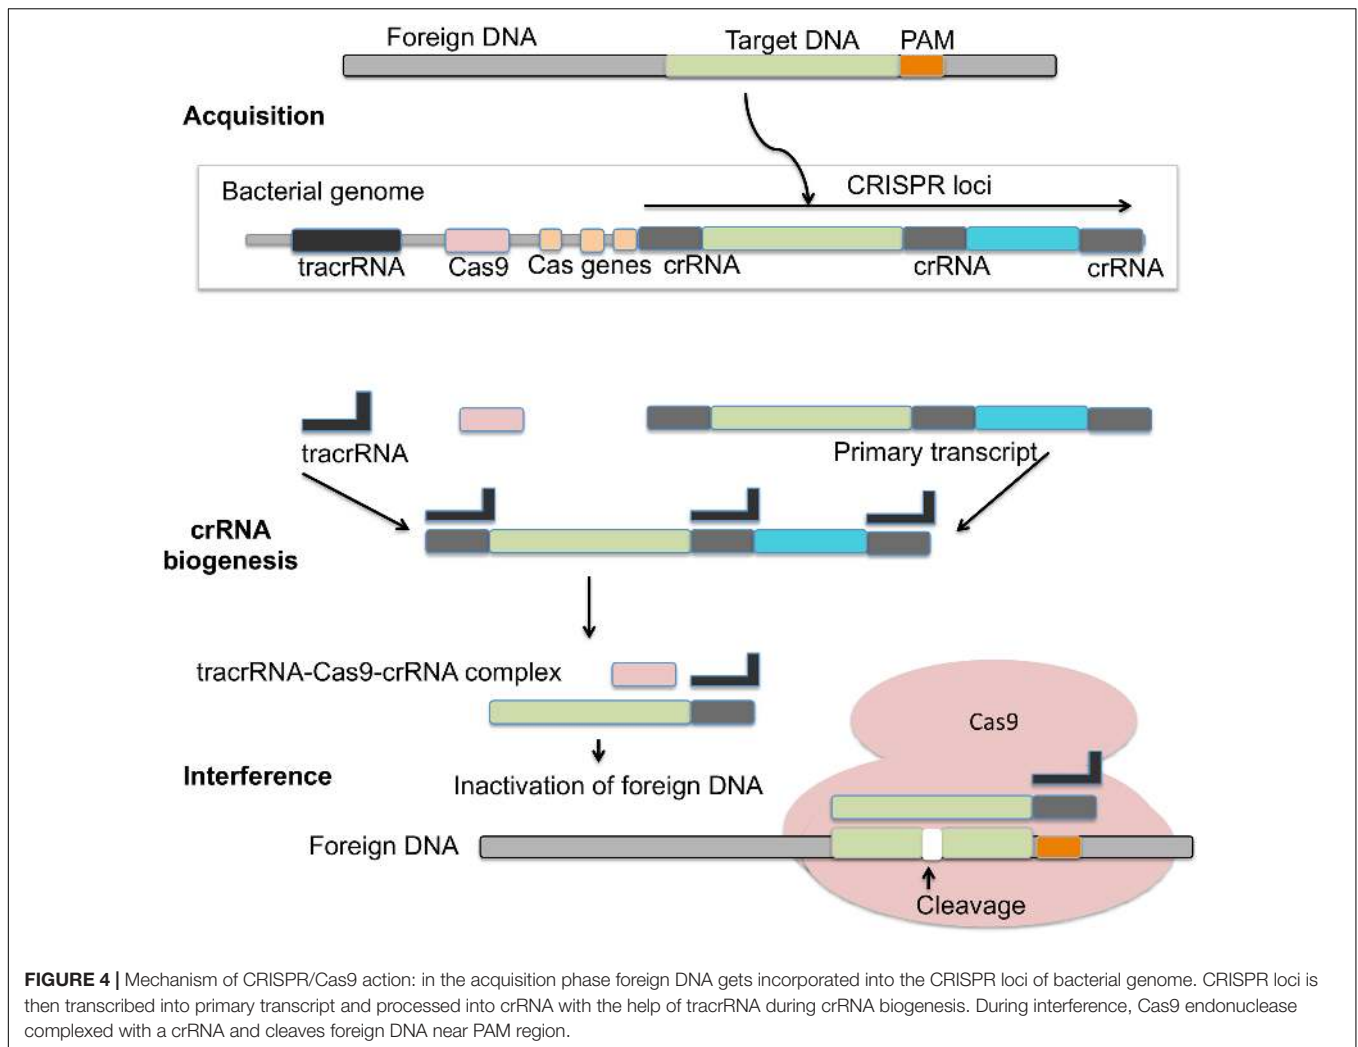 Foreign DNA Target DNA PAM
Acquisition
Bacterial genome
CRISPR loci
tracrRNA Cas9 Cas genes crRNA crRNA crRNA
tracrRNA
Primary transcript
crRNA
biogenesis
tracrRNA-Cas9-crRNA complex
Cas9
Interference
Inactivation of foreign DNA
Foreign DNA
Cleavage
FIGURE 4 | Mechanism of CRISPR/Cas9 action: in the acquisition phase foreign DNA gets incorporated into the CRISPR loci of bacterial genome. CRISPR loci is
then transcribed into primary transcript and processed into crRNA with the help of tracrRNA during crRNA biogenesis. During interference, Cas9 endonuclease
complexed with a crRNA and cleaves foreign DNA near PAM region.